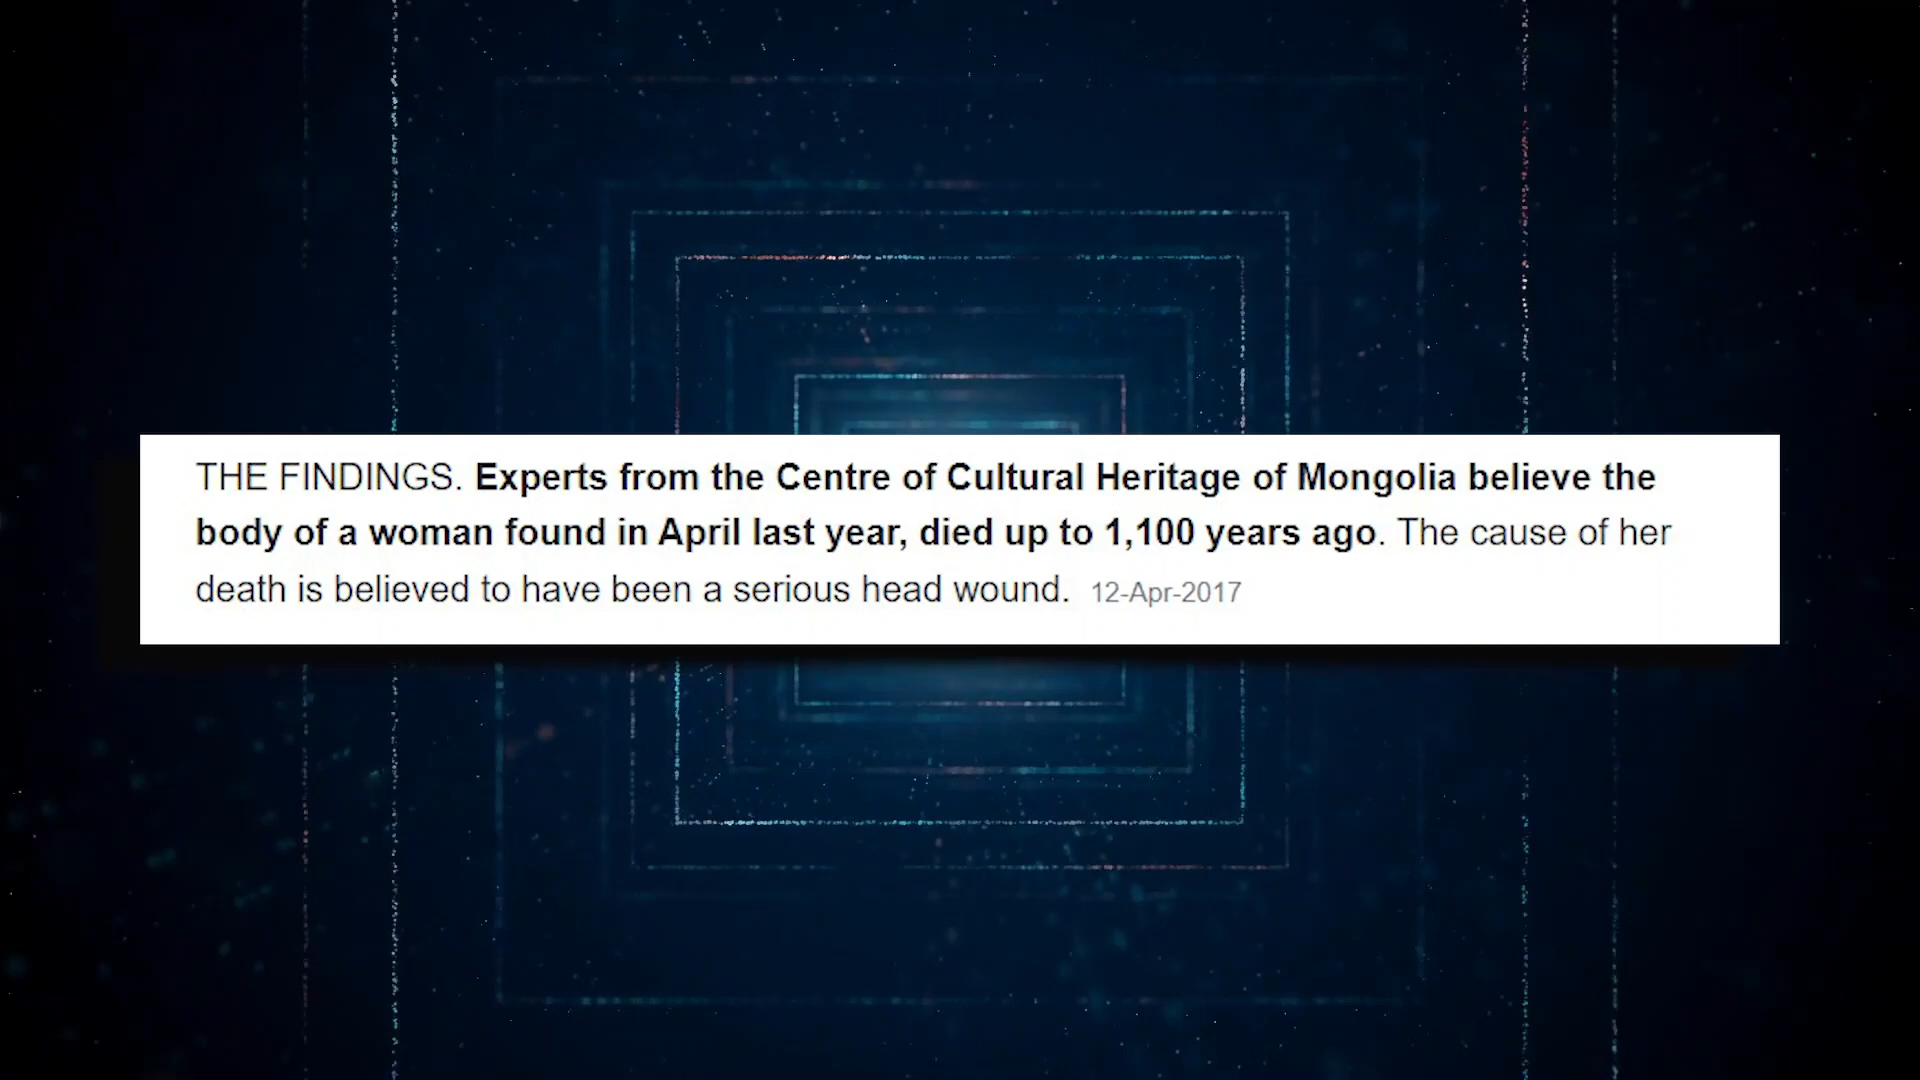 THE FINDINGS. Experts from the Centre of Cultural Heritage of Mongolia believe the
body of a woman found in April last year, died up to 1,100 years ago. The cause of her
death is believed to have been a serious head wound. 12-Apr-2017